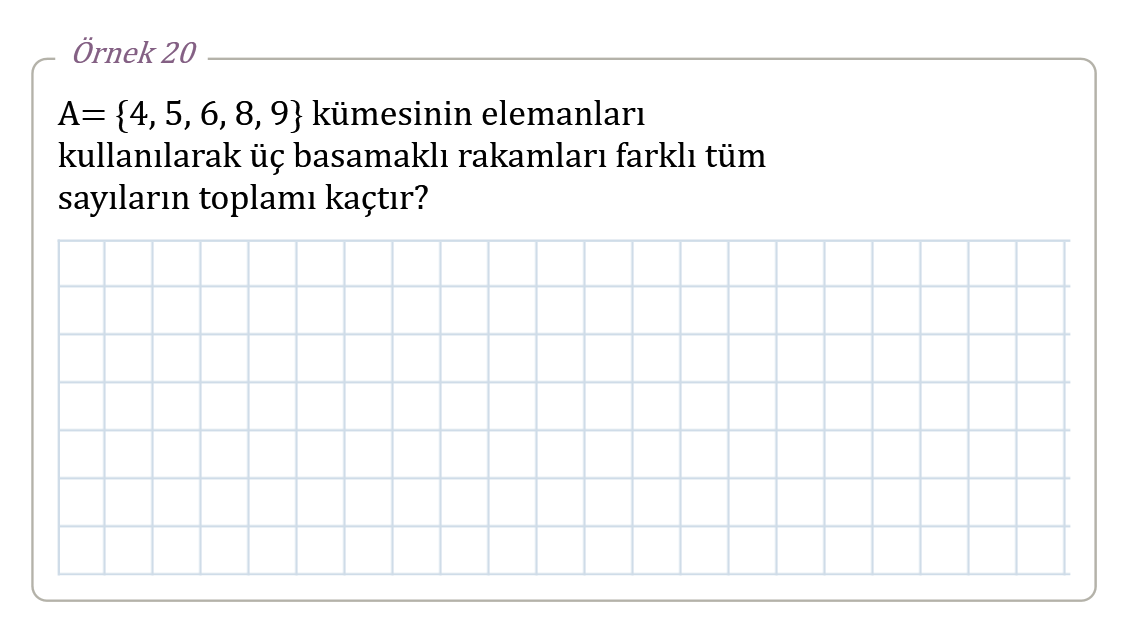 Örnek 20
A= {4, 5, 6, 8, 9} kümesinin elemanları
kullanılarak üç basamaklı rakamları farklı tüm
sayıların toplamı kaçtır?